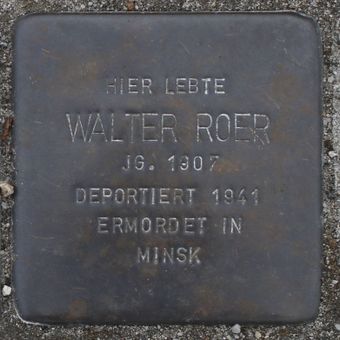 HIER LEBTE
WALTER ROER
JG. 1907
DEPORTIERT 1941
ERMORDET IN
MINSK